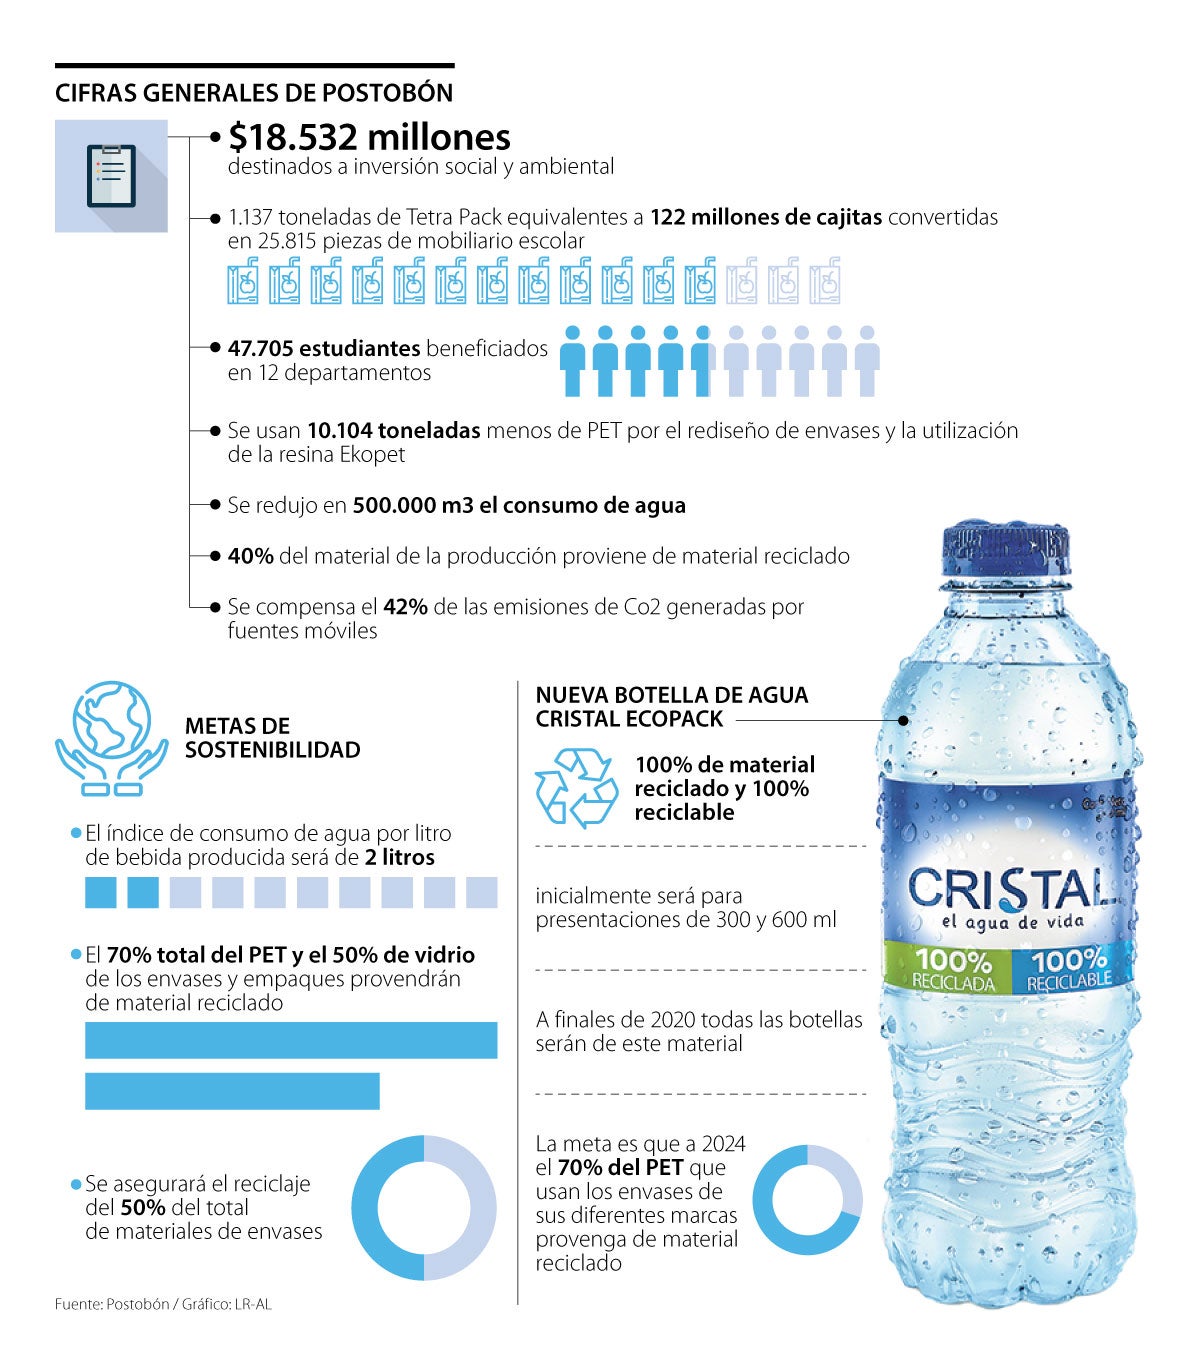 CIFRAS GENERALES DE POSTOBÓN
$18.532 millones
destinados a inversión social y ambiental
1.137 toneladas de Tetra Pack equivalentes a 122 millones de cajitas convertidas
en 25.815 piezas de mobiliario escolar
47.705 estudiantes beneficiados
en 12 departamentos
Se usan 10.104 toneladas menos de PET por el rediseño de envases y la utilización
de la resina Ekopet
Se redujo en 500.000 m3 el consumo de agua
40% del material de la producción proviene de material reciclado
Se compensa el 42% de las emisiones de Co2 generadas por
fuentes móviles
METAS DE
SOSTENIBILIDAD
El índice de consumo de agua por litro
de bebida producida será de 2 litros
El 70% total del PET y el 50% de vidrio
de los envases y empaques provendrán
de material reciclado
Se asegurará el reciclaje
del 50% del total
de materiales de envases
NUEVA BOTELLA DE AGUA
CRISTAL ECOPACK
100% de material
reciclado y 100%
reciclable
inicialmente será para
presentaciones de 300 y 600 ml
A finales de 2020 todas las botellas
serán de este material
La meta es que a 2024
el 70% del PET que
usan los envases de
sus diferentes marcas
provenga de material
reciclado
CRISTAL
el agua de vida
100% 100%
RECICLADA RECICLABLE
Fuente: Postobón / Gráfico: LR-AL